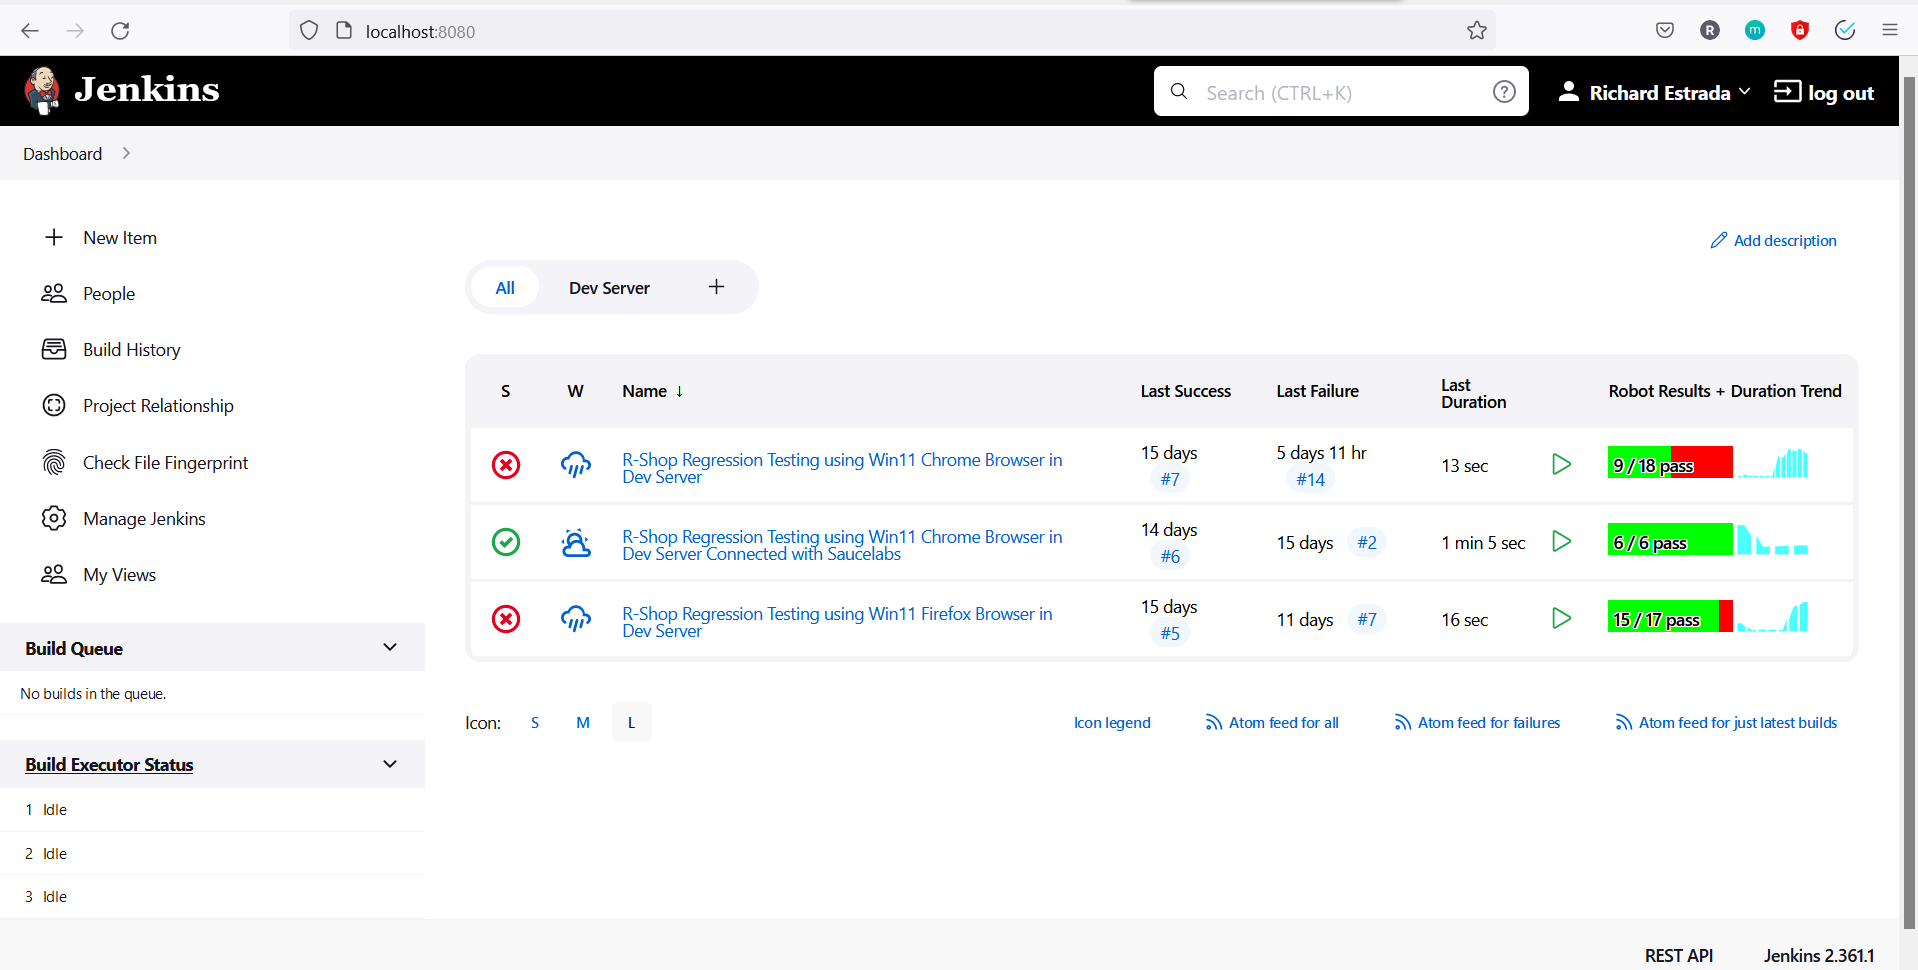 localhost:8080
R
m
Jenkins
Search (CTRL+K)
Richard Estrada
log out
Dashboard
New Item
People
Build History
Project Relationship
Check File Fingerprint
Manage Jenkins
My Views
Build Queue
No builds in the queue.
Build Executor Status
1 Idle
2 Idle
3 Idle
Add description
All
Dev Server
S W Name ↓ Last Success Last Failure Last Duration Robot Results + Duration Trend
R-Shop Regression Testing using Win11 Chrome Browser in
Dev Server
15 days
#7
5 days 11 hr
#14
13 sec
9 / 18 pass
R-Shop Regression Testing using Win11 Chrome Browser in
Dev Server Connected with Saucelabs
14 days
#6
15 days #2
1 min 5 sec
6 / 6 pass
R-Shop Regression Testing using Win11 Firefox Browser in
Dev Server
15 days
#5
11 days #7
16 sec
15 / 17 pass
Icon: S M L
Icon legend
Atom feed for all
Atom feed for failures
Atom feed for just latest builds
REST API
Jenkins 2.361.1